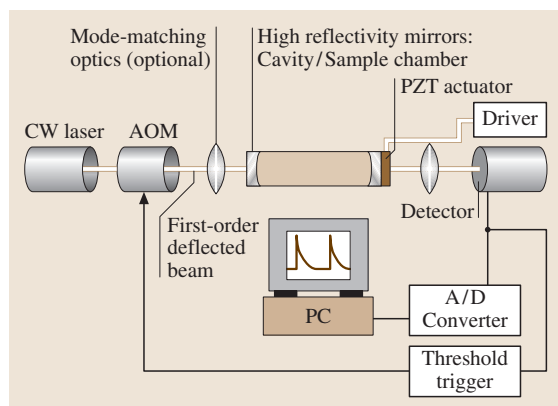 Mode-matching
optics (optional)
High reflectivity mirrors:
Cavity/Sample chamber
PZT actuator
CW laser
AOM
Driver
First-order
deflected
beam
Detector
PC
A/D
Converter
Threshold
trigger